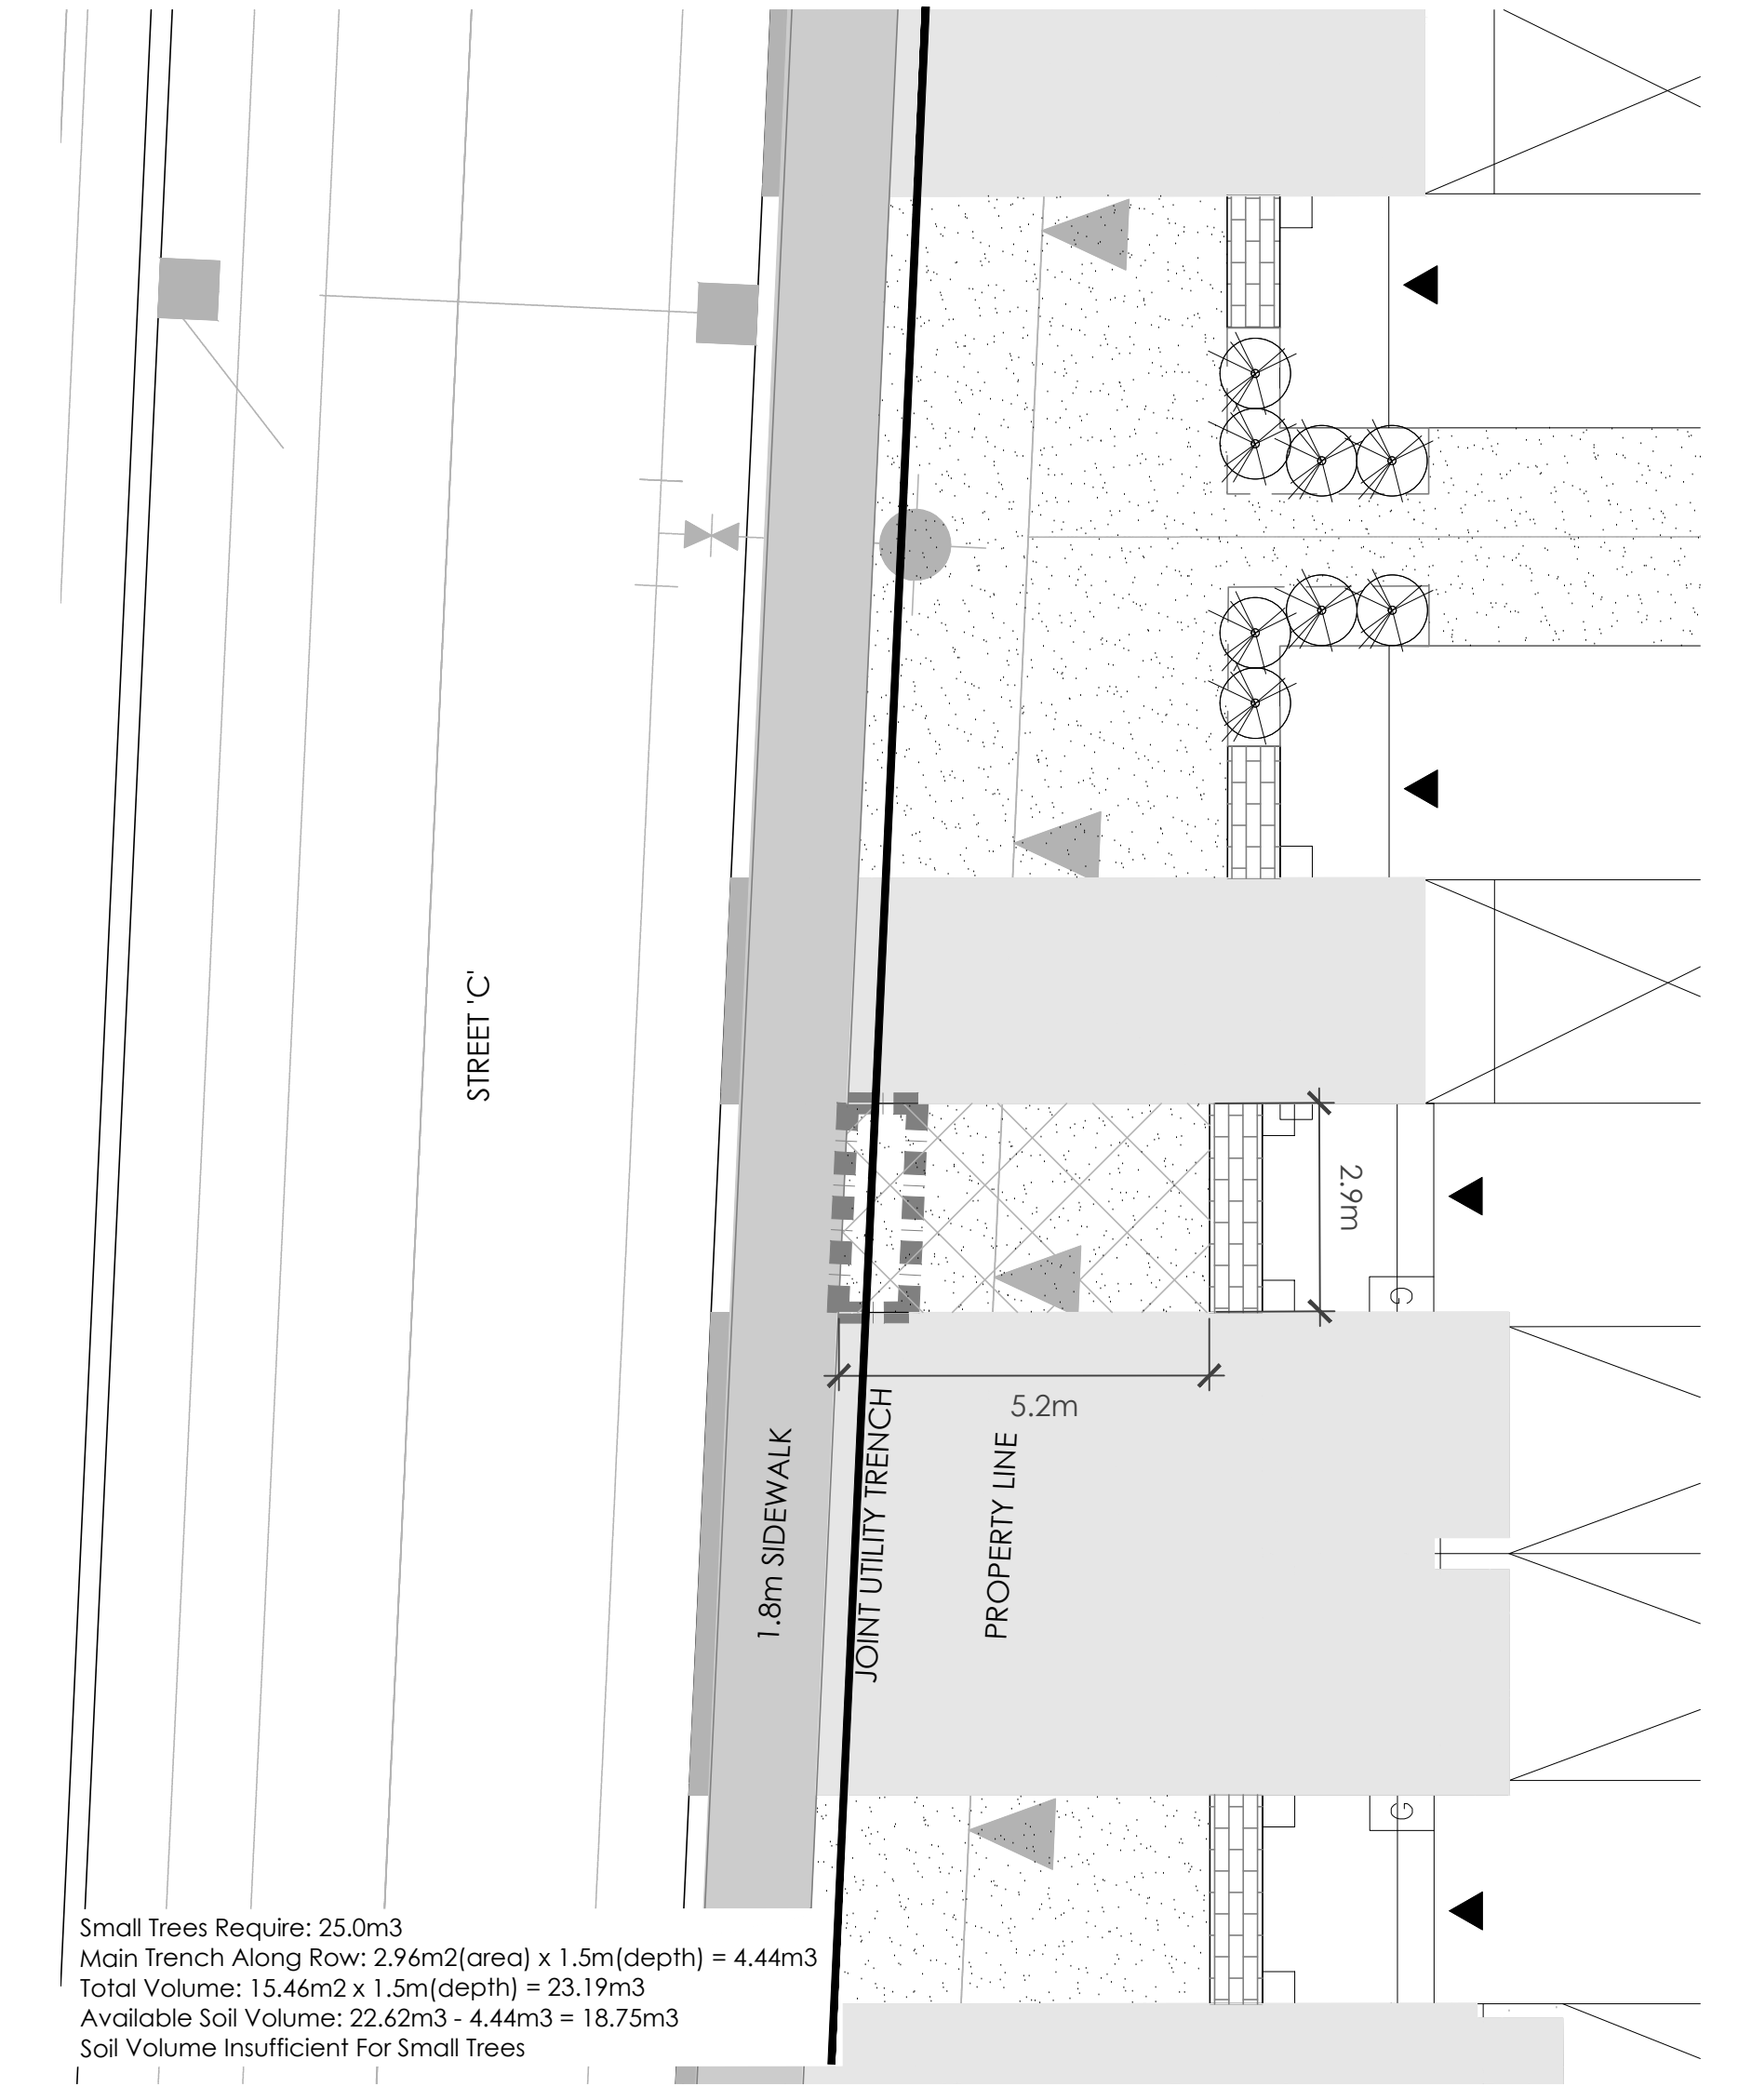 STREET 'C'
2.9m
G
5.2m
1.8m SIDEWALK
JOINT UTILITY TRENCH
PROPERTY LINE
G
Small Trees Require: 25.0m3
Main Trench Along Row: 2.96m2(area) x 1.5m(depth) = 4.44m3
Total Volume: 15.46m2 x 1.5m(depth) = 23.19m3
Available Soil Volume: 22.62m3 - 4.44m3 = 18.75m3
Soil Volume Insufficient For Small Trees